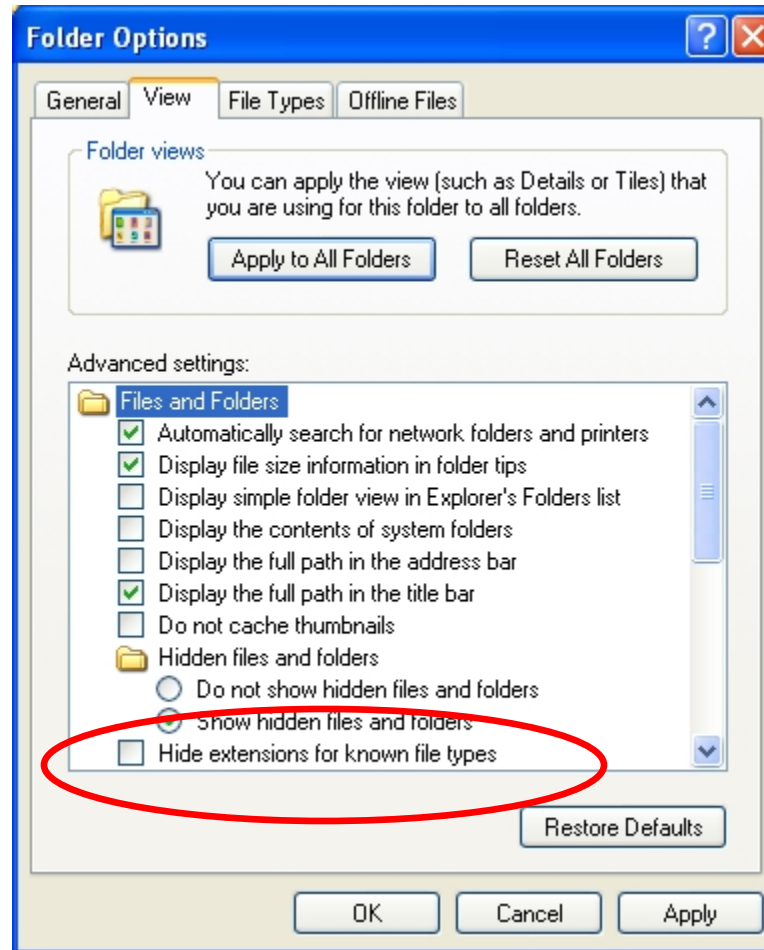 Folder Options
General View File Types Offline Files
Folder views
You can apply the view (such as Details or Tiles) that
you are using for this folder to all folders.
Apply to All Folders Reset All Folders
Advanced settings:
Files and Folders
Automatically search for network folders and printers
Display file size information in folder tips
Display simple folder view in Explorer's Folders list
Display the contents of system folders
Display the full path in the address bar
Display the full path in the title bar
Do not cache thumbnails
Hidden files and folders
Do not show hidden files and folders
Show hidden files and folders
Hide extensions for known file types
Restore Defaults
OK Cancel Apply